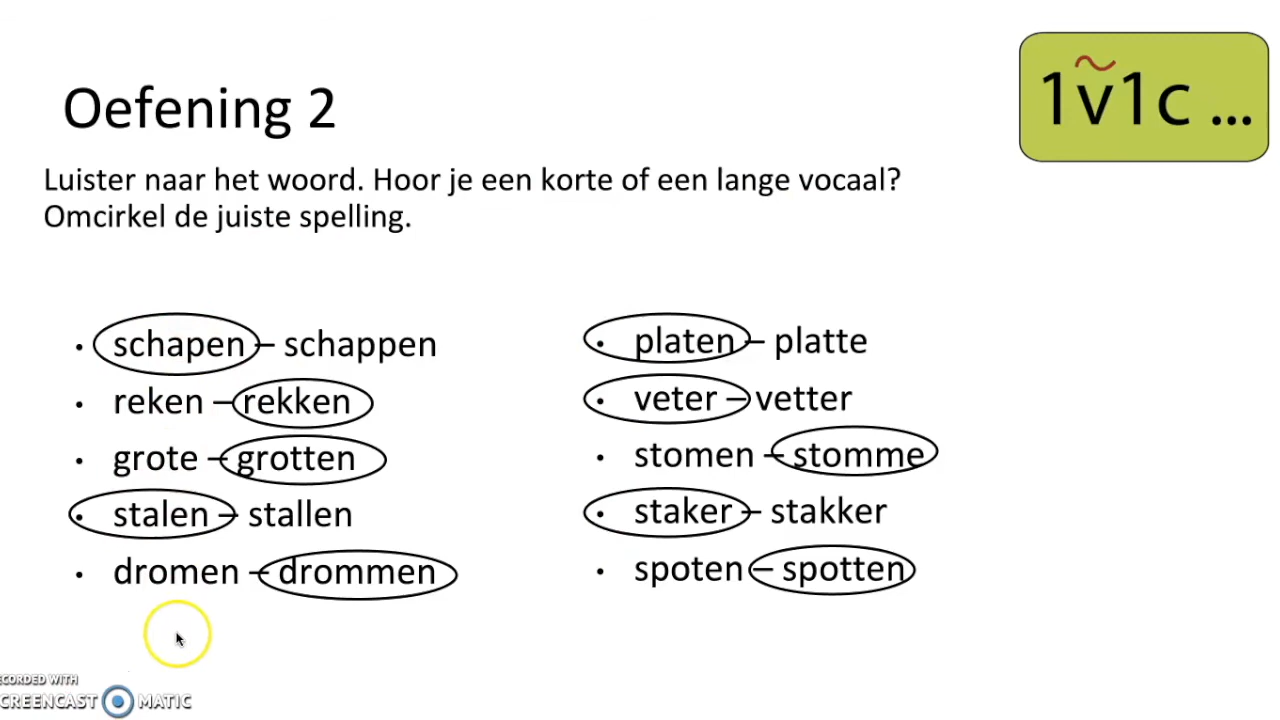 1v1c ...
Oefening 2
Luister naar het woord. Hoor je een korte of een lange vocaal?
Omcirkel de juiste spelling.
• schapen – schappen
• reken – rekken
• grote – grotten
• stalen – stallen
• dromen – drommen
• platen – platte
• veter – vetter
• stomen – stomme
• staker – stakker
• spoten – spotten
ECORDED WITH
CREENCAST MATIC